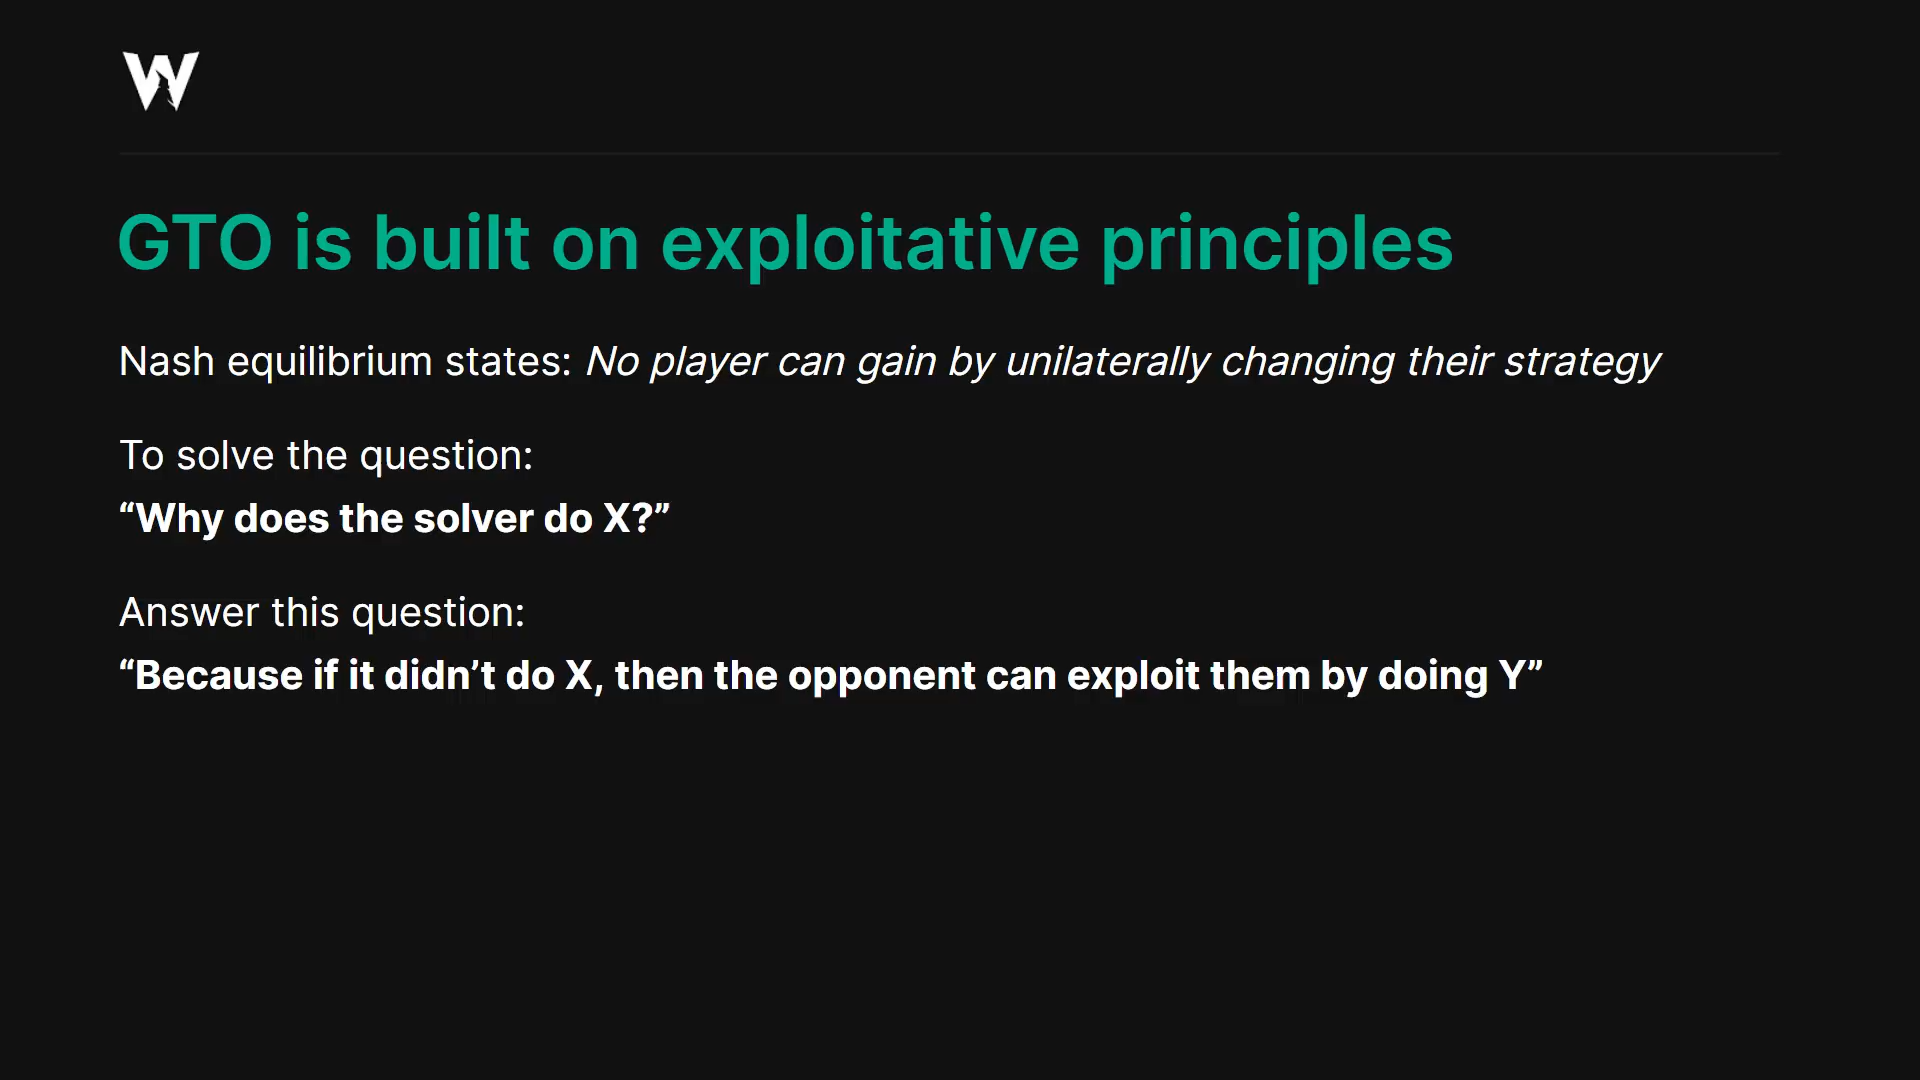 W
GTO is built on exploitative principles
Nash equilibrium states: No player can gain by unilaterally changing their strategy
To solve the question:
“Why does the solver do X?”
Answer this question:
“Because if it didn’t do X, then the opponent can exploit them by doing Y”